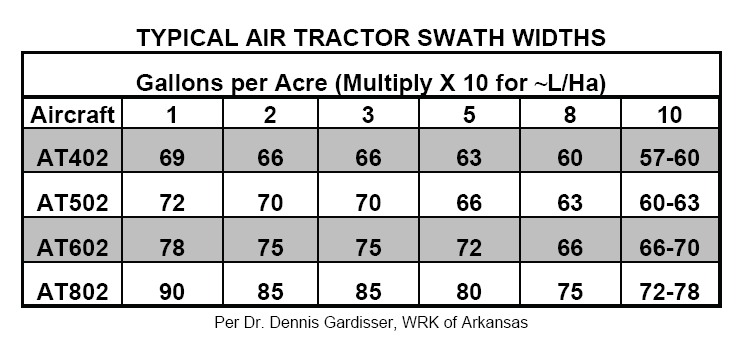 TYPICAL AIR TRACTOR SWATH WIDTHS
Gallons per Acre (Multiply X 10 for ~L/Ha)
Aircraft 1 2 3 5 8 10
AT402 69 66 66 63 60 57-60
AT502 72 70 70 66 63 60-63
AT602 78 75 75 72 66 66-70
AT802 90 85 85 80 75 72-78
Per Dr. Dennis Gardisser, WRK of Arkansas